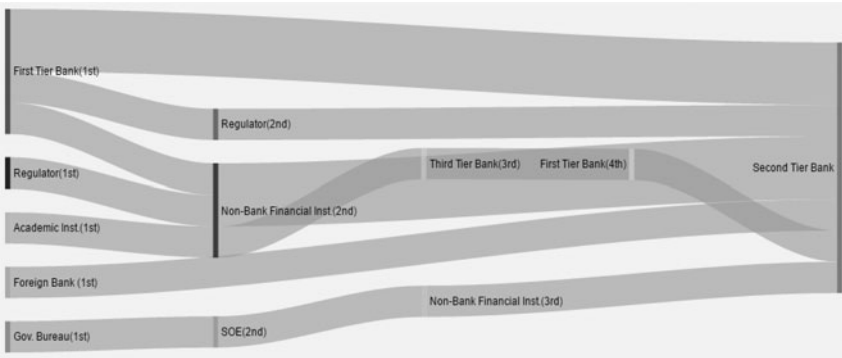 First Tier Bank(1st)
Regulator(2nd)
Third Tier Bank(3rd)
First Tier Bank(4th)
Second Tier Bank
Regulator(1st)
Non-Bank Financial Inst.(2nd)
Academic Inst.(1st)
Foreign Bank (1st)
Non-Bank Financial Inst.(3rd)
Gov. Bureau(1st)
SOE(2nd)